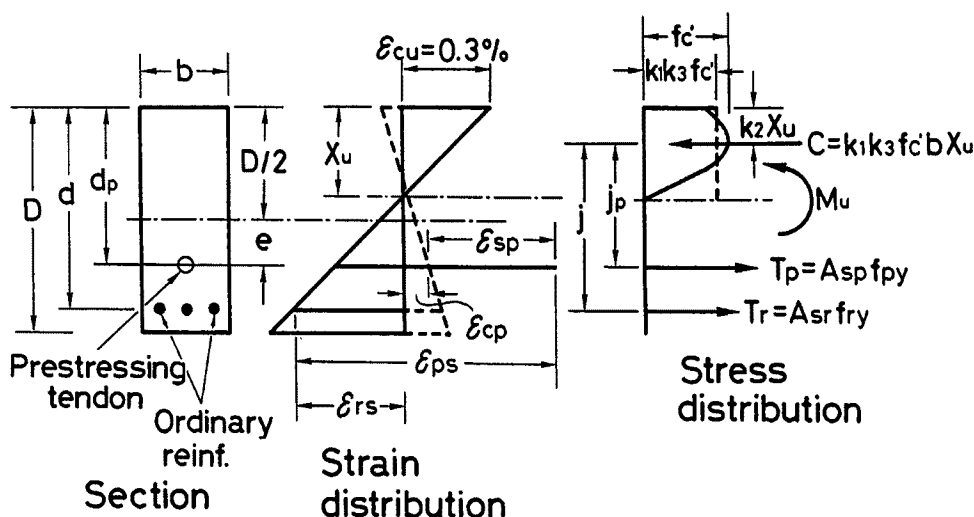 b
D
d
dp
D/2
e
Prestressing
tendon
Ordinary
reinf.
Section
εcu=0.3%
Xu
εsp
εcp
εps
εrs
Strain
distribution
fc'
k1k3fc'
k2Xu
C=k1k3fc'bXu
j
jp
Mu
Tp=Aspfpy
Tr=Asrfry
Stress
distribution